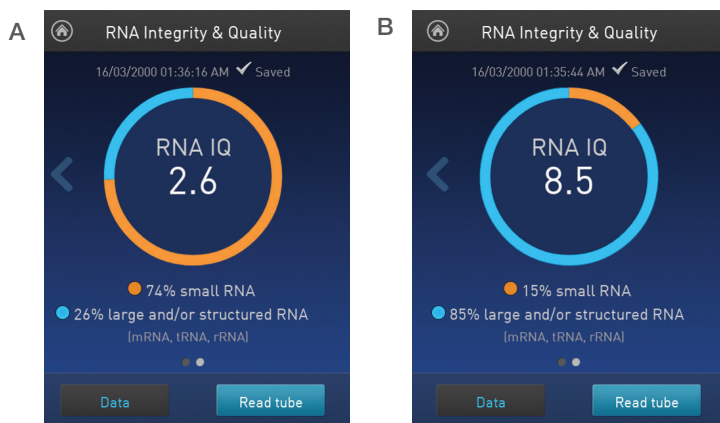 A
RNA Integrity & Quality
16/03/2000 01:36:16 AM Saved
RNA IQ
2.6
74% small RNA
26% large and/or structured RNA
(mRNA, tRNA, rRNA)
Data
Read tube
B
RNA Integrity & Quality
16/03/2000 01:35:44 AM Saved
RNA IQ
8.5
15% small RNA
85% large and/or structured RNA
(mRNA, tRNA, rRNA)
Data
Read tube